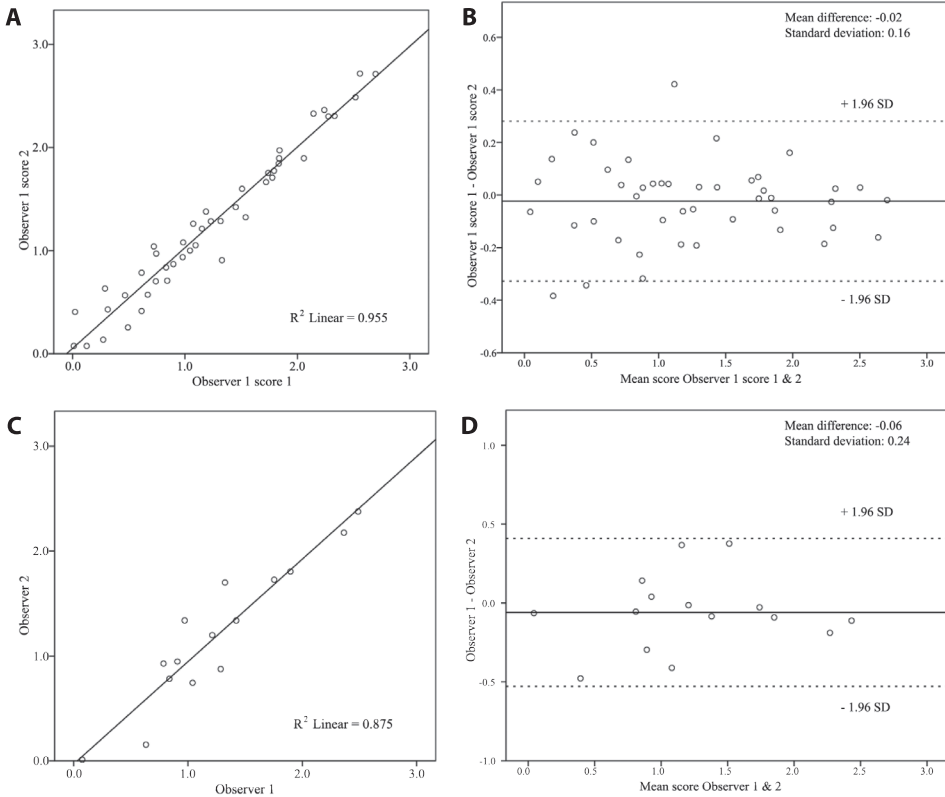 A
3.0
2.0
1.0
0.0
Observer 1 score 2
R² Linear = 0.955
0.0 1.0 2.0 3.0
Observer 1 score 1
B
Mean difference: -0.02
Standard deviation: 0.16
0.6
0.4
0.2
0.0
-0.2
-0.4
-0.6
Observer 1 score 1 - Observer 1 score 2
+ 1.96 SD
- 1.96 SD
0.0 0.5 1.0 1.5 2.0 2.5 3.0
Mean score Observer 1 score 1 & 2
C
3.0
2.0
1.0
0.0
Observer 2
R² Linear = 0.875
0.0 1.0 2.0 3.0
Observer 1
D
Mean difference: -0.06
Standard deviation: 0.24
1.0
0.5
0.0
-0.5
-1.0
Observer 1 - Observer 2
+ 1.96 SD
- 1.96 SD
0.0 0.5 1.0 1.5 2.0 2.5 3.0
Mean score Observer 1 & 2